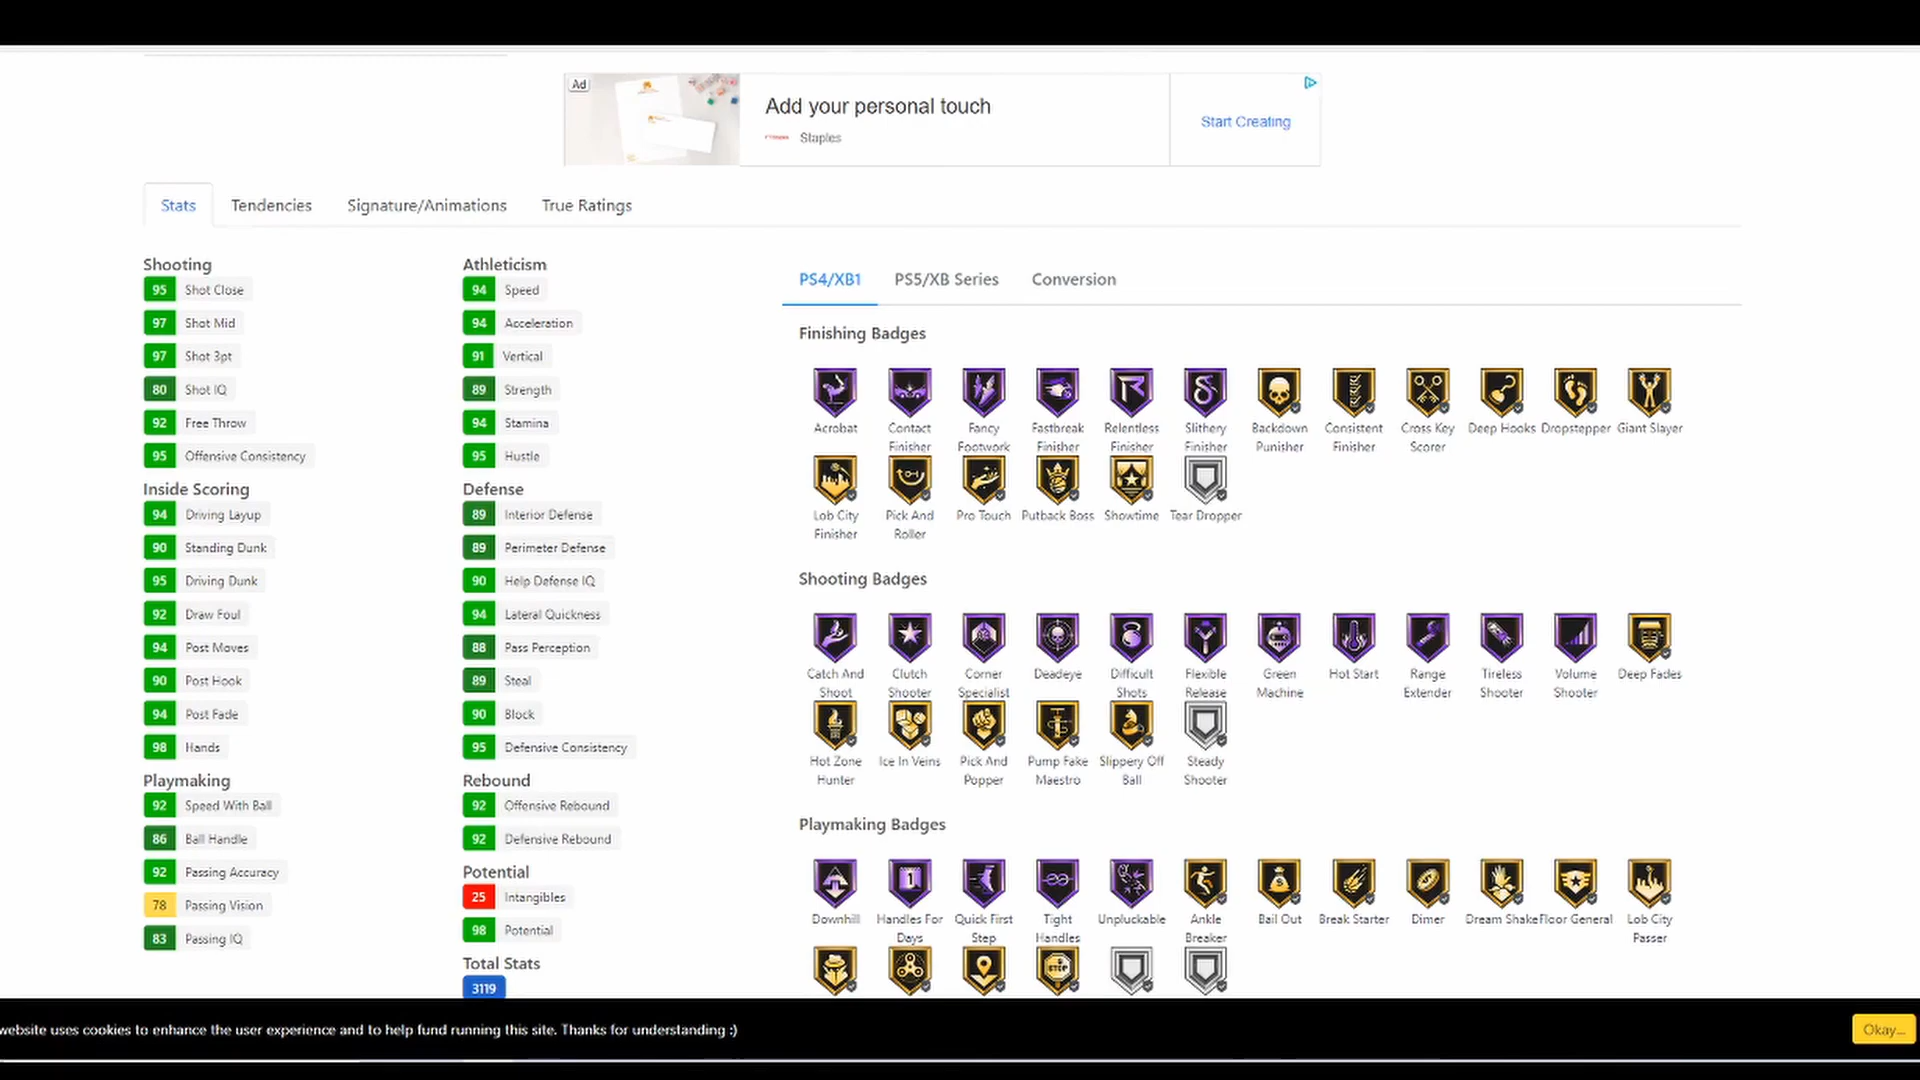 Ad
Add your personal touch
Staples
Start Creating
Stats
Tendencies
Signature/Animations
True Ratings
Shooting
95 Shot Close
97 Shot Mid
97 Shot 3pt
80 Shot IQ
92 Free Throw
95 Offensive Consistency
Inside Scoring
94 Driving Layup
90 Standing Dunk
95 Driving Dunk
92 Draw Foul
94 Post Moves
90 Post Hook
94 Post Fade
98 Hands
Playmaking
92 Speed With Ball
86 Ball Handle
92 Passing Accuracy
78 Passing Vision
83 Passing IQ
Athleticism
94 Speed
94 Acceleration
91 Vertical
89 Strength
94 Stamina
95 Hustle
Defense
89 Interior Defense
89 Perimeter Defense
90 Help Defense IQ
94 Lateral Quickness
88 Pass Perception
89 Steal
90 Block
95 Defensive Consistency
Rebound
92 Offensive Rebound
92 Defensive Rebound
Potential
25 Intangibles
98 Potential
Total Stats
3119
PS4/XB1
PS5/XB Series
Conversion
Finishing Badges
Acrobat
Contact
Finisher
Fancy
Footwork
Fastbreak
Finisher
Relentless
Finisher
Slithery
Finisher
Backdown
Punisher
Consistent
Finisher
Cross Key
Scorer
Deep Hooks
Dropstepper
Giant Slayer
Lob City
Finisher
Pick And
Roller
Pro Touch
Putback Boss
Showtime
Tear Dropper
Shooting Badges
Catch And
Shoot
Clutch
Shooter
Corner
Specialist
Deadeye
Difficult
Shots
Flexible
Release
Green
Machine
Hot Start
Range
Extender
Tireless
Shooter
Volume
Shooter
Deep Fades
Hot Zone
Hunter
Ice In Veins
Pick And
Popper
Pump Fake
Maestro
Slippery Off
Ball
Steady
Shooter
Playmaking Badges
Downhill
Handles For
Days
Quick First
Step
Tight
Handles
Unpluckable
Ankle
Breaker
Bail Out
Break Starter
Dimer
Dream Shake
Floor General
Lob City
Passer
STOP
website uses cookies to enhance the user experience and to help fund running this site. Thanks for understanding :)
Okay...